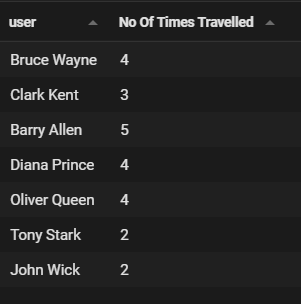 user No Of Times Travelled
Bruce Wayne 4
Clark Kent 3
Barry Allen 5
Diana Prince 4
Oliver Queen 4
Tony Stark 2
John Wick 2